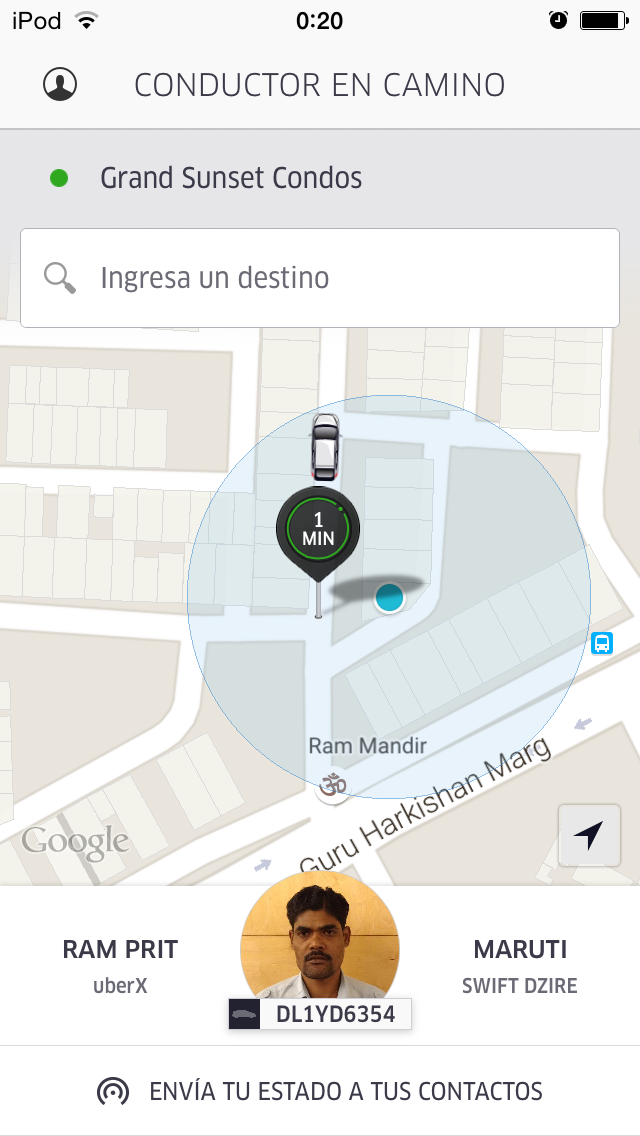 iPod
0:20
CONDUCTOR EN CAMINO
Grand Sunset Condos
Ingresa un destino
1
MIN
Ram Mandir
ॐ
Guru Harkishan Marg
Google
RAM PRIT
uberX
MARUTI
SWIFT DZIRE
DL1YD6354
ENVÍA TU ESTADO A TUS CONTACTOS